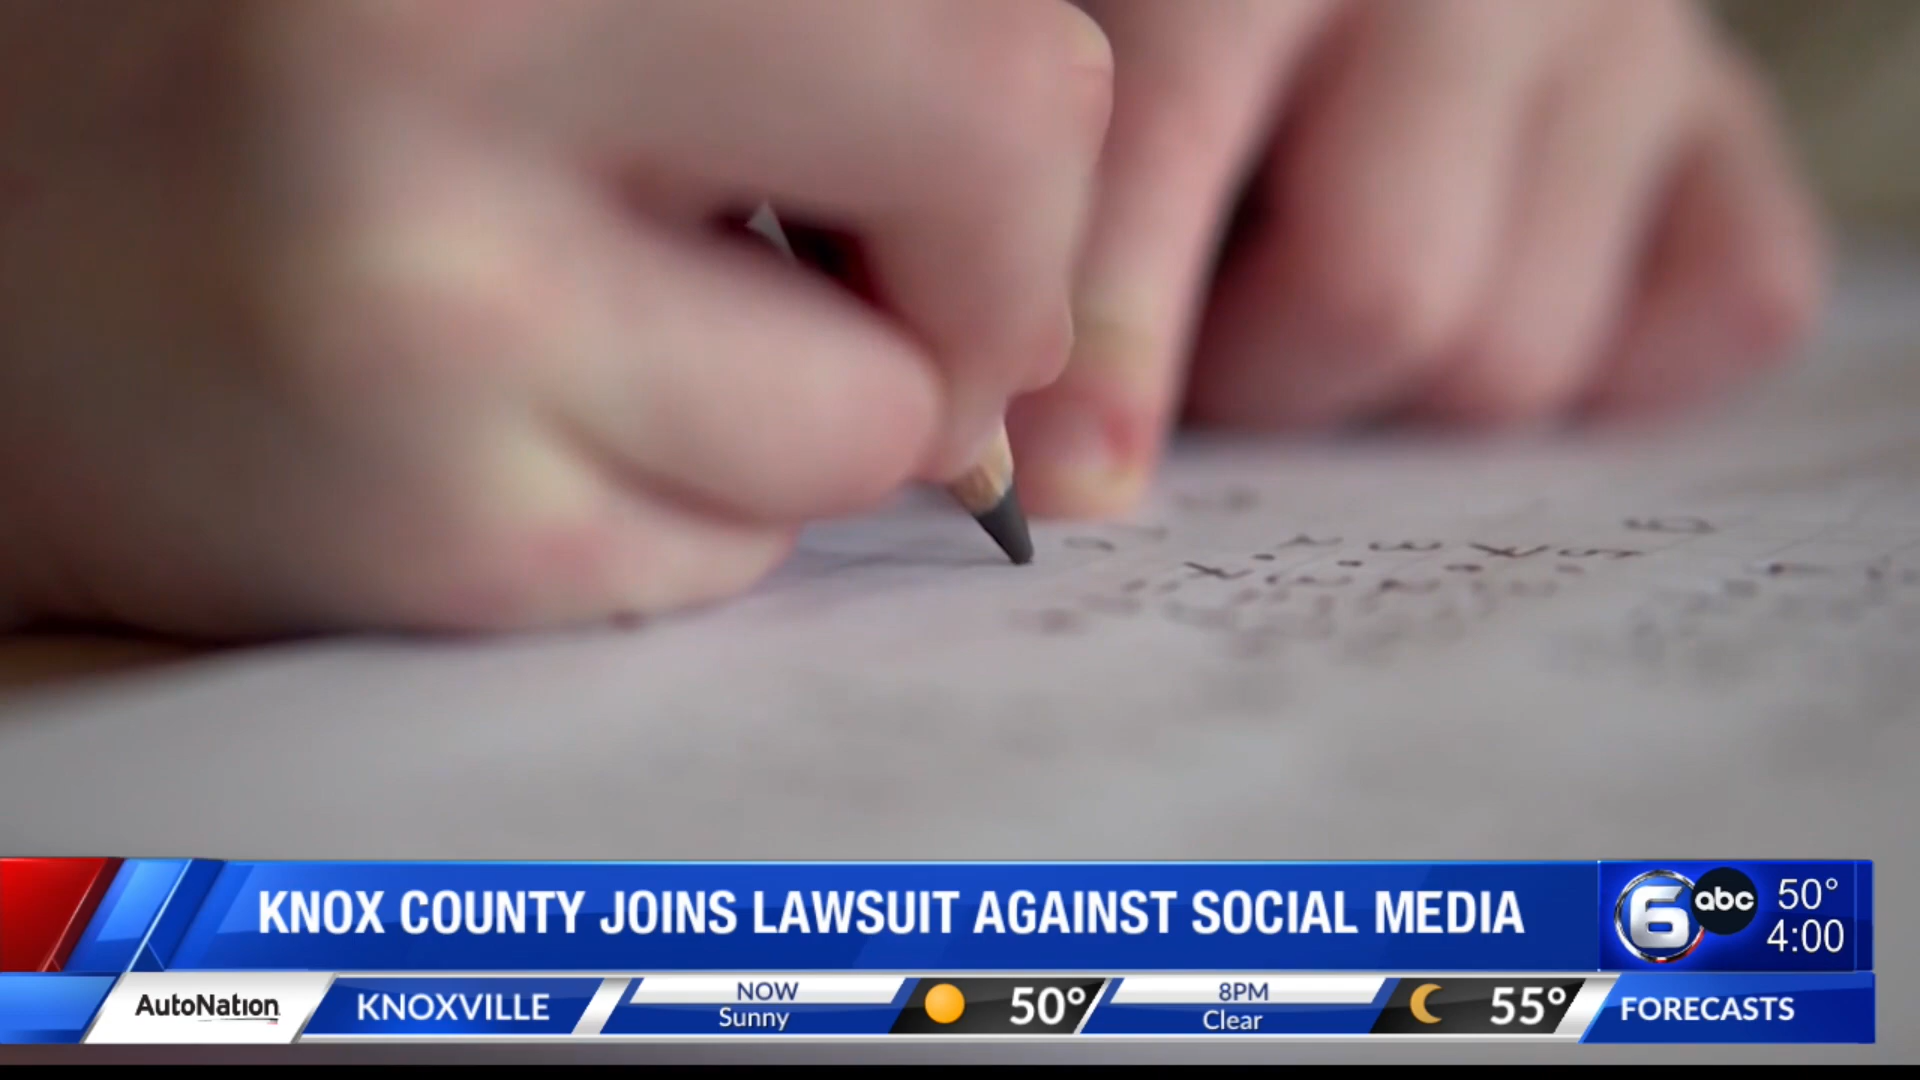 KNOX COUNTY JOINS LAWSUIT AGAINST SOCIAL MEDIA
6 abc
50°
4:00
AutoNation
KNOXVILLE
NOW
Sunny
50°
8PM
Clear
55°
FORECASTS